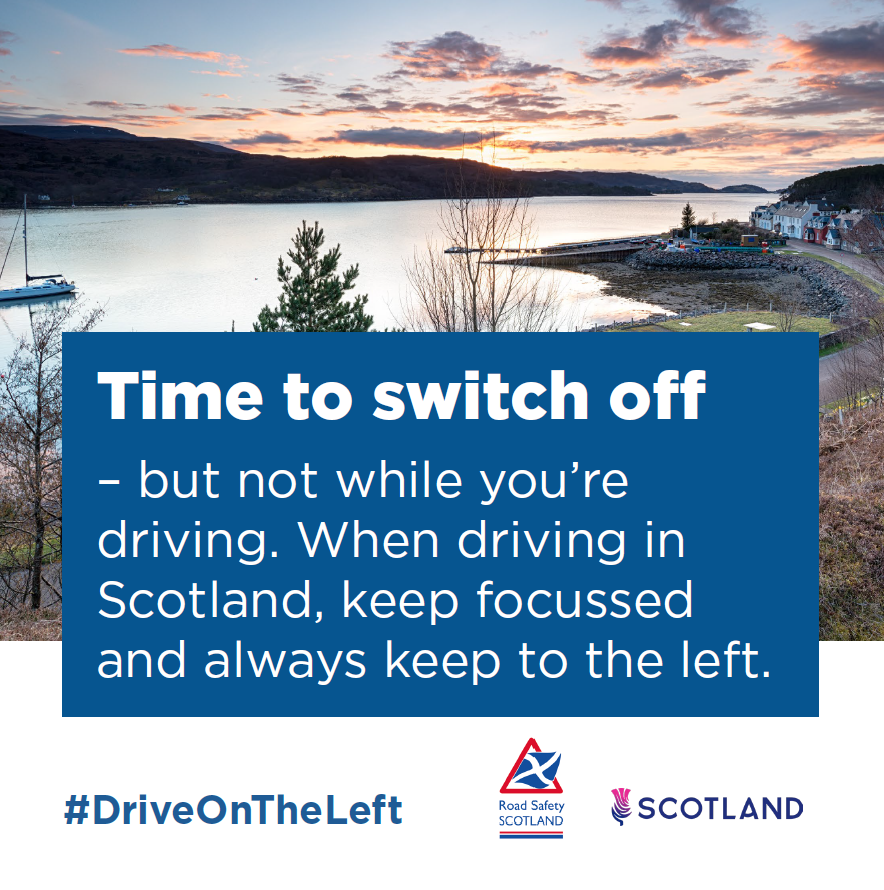 Time to switch off
– but not while you’re
driving. When driving in
Scotland, keep focussed
and always keep to the left.
#DriveOnTheLeft
Road Safety
SCOTLAND
SCOTLAND